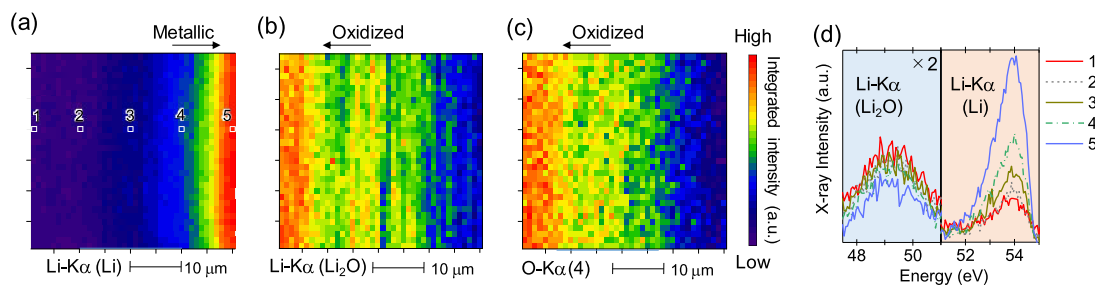 (a)
Metallic
1
2
3
4
5
Li-Kα (Li)
10 μm
(b)
Oxidized
Li-Kα (Li₂O)
10 μm
(c)
Oxidized
O-Kα(4)
10 μm
High
Integrated intensity (a.u.)
Low
(d)
X-ray Intensity (a.u.)
×2
Li-Kα
(Li₂O)
Li-Kα
(Li)
48
50
52
54
Energy (eV)
1
2
3
4
5